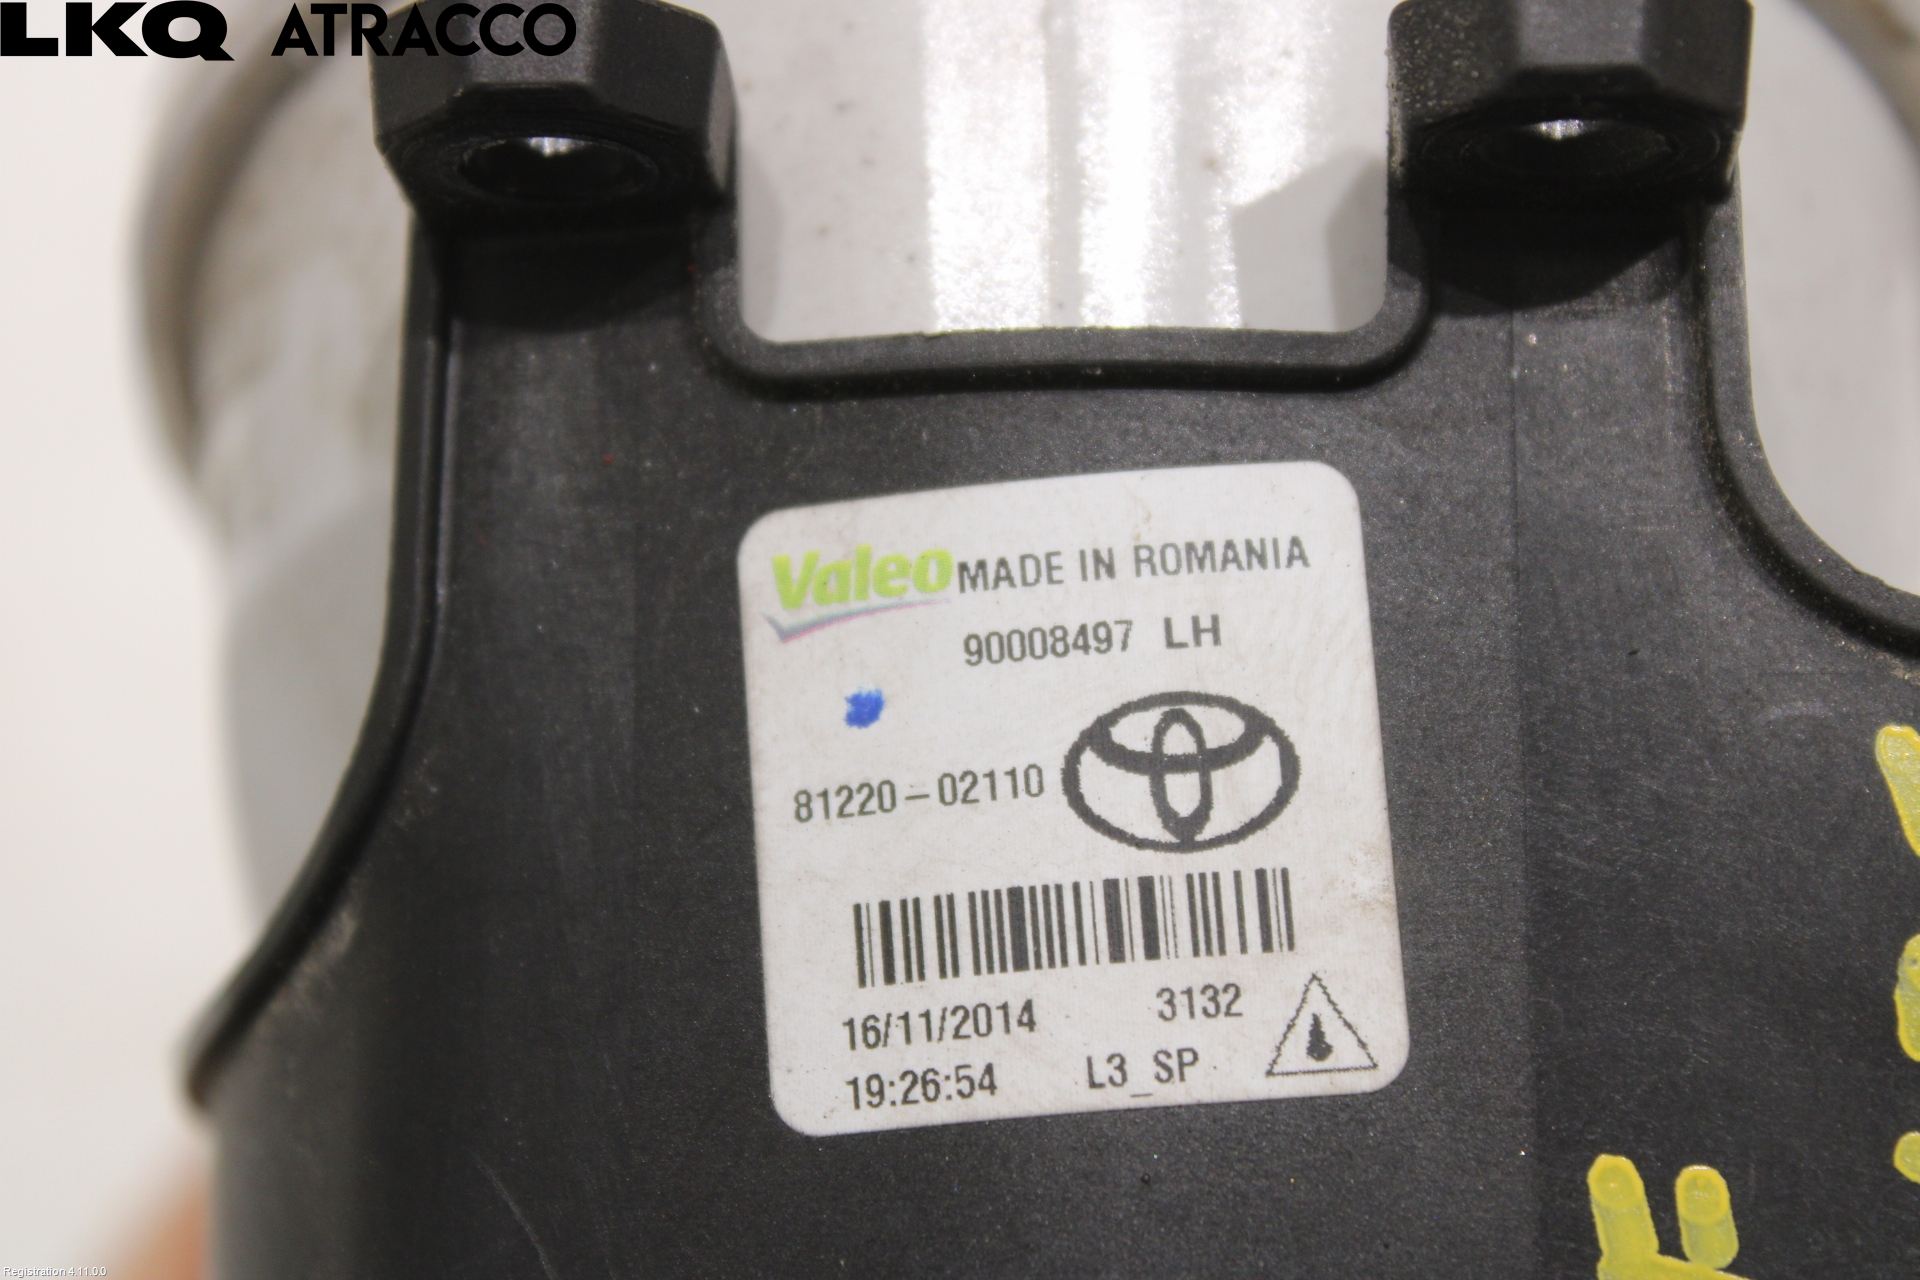 LKQ ATRACCO
Valeo MADE IN ROMANIA
90008497 LH
81220-02110
16/11/2014 3132
19:26:54 L3_SP
Registration 4.11.0.0